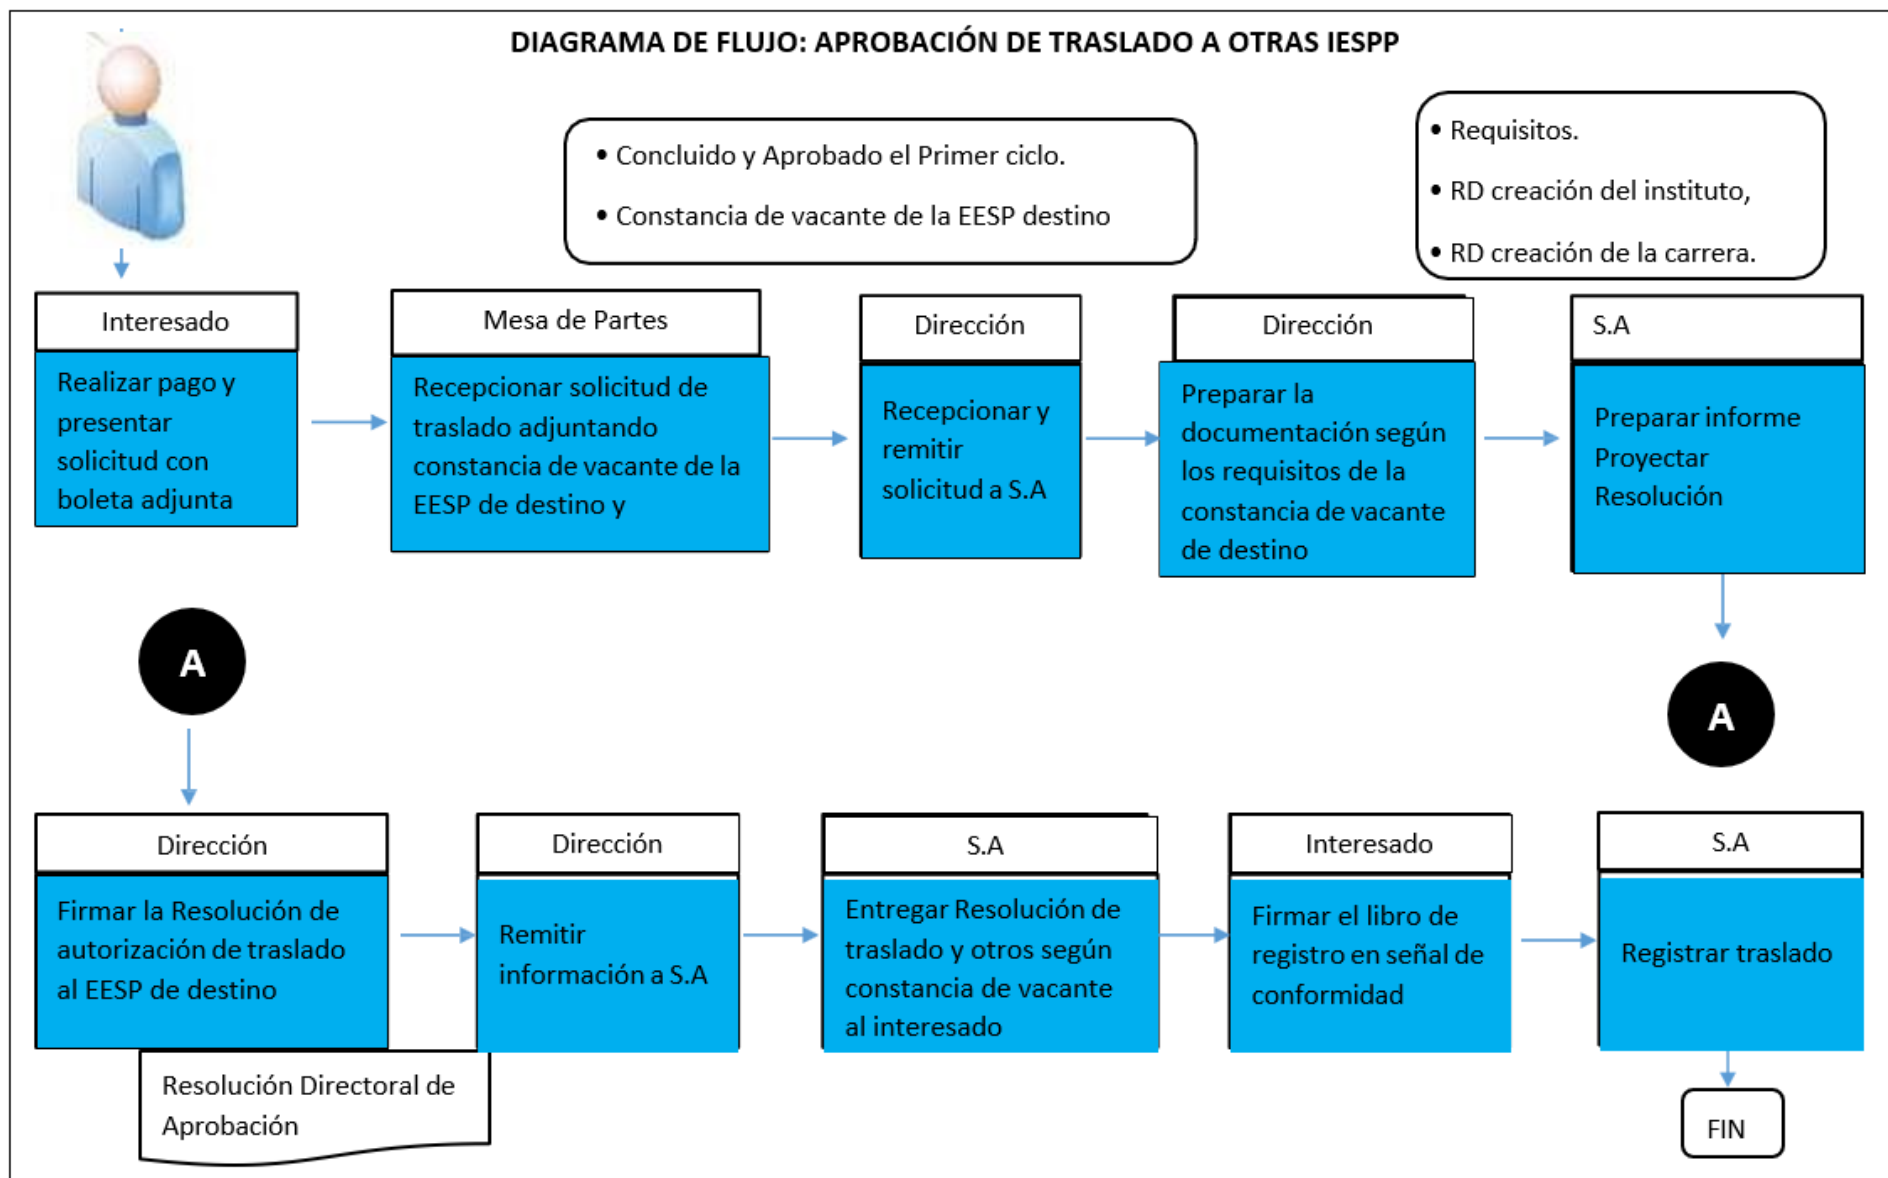 DIAGRAMA DE FLUJO: APROBACIÓN DE TRASLADO A OTRAS IESPP
• Concluido y Aprobado el Primer ciclo.
• Constancia de vacante de la EESP destino
• Requisitos.
• RD creación del instituto,
• RD creación de la carrera.
Interesado
Realizar pago y
presentar
solicitud con
boleta adjunta
Mesa de Partes
Recepcionar solicitud de
traslado adjuntando
constancia de vacante de la
EESP de destino y
Dirección
Recepcionar y
remitir
solicitud a S.A
Dirección
Preparar la
documentación según
los requisitos de la
constancia de vacante
de destino
S.A
Preparar informe
Proyectar
Resolución
A
A
Dirección
Firmar la Resolución de
autorización de traslado
al EESP de destino
Resolución Directoral de
Aprobación
Dirección
Remitir
información a S.A
S.A
Entregar Resolución de
traslado y otros según
constancia de vacante
al interesado
Interesado
Firmar el libro de
registro en señal de
conformidad
S.A
Registrar traslado
FIN